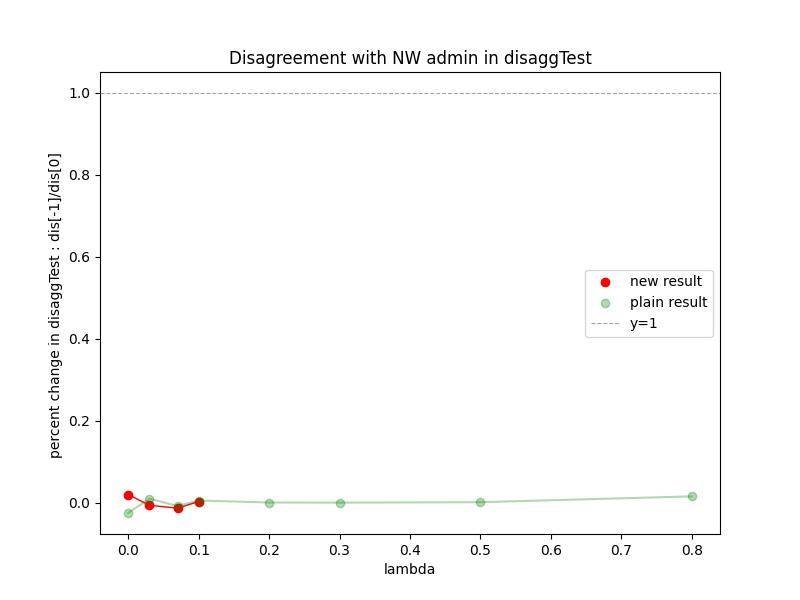 Disagreement with NW admin in disaggTest
percent change in disaggTest : dis[-1]/dis[0]
1.0
0.8
0.6
0.4
0.2
0.0
new result
plain result
y=1
0.0 0.1 0.2 0.3 0.4 0.5 0.6 0.7 0.8
lambda